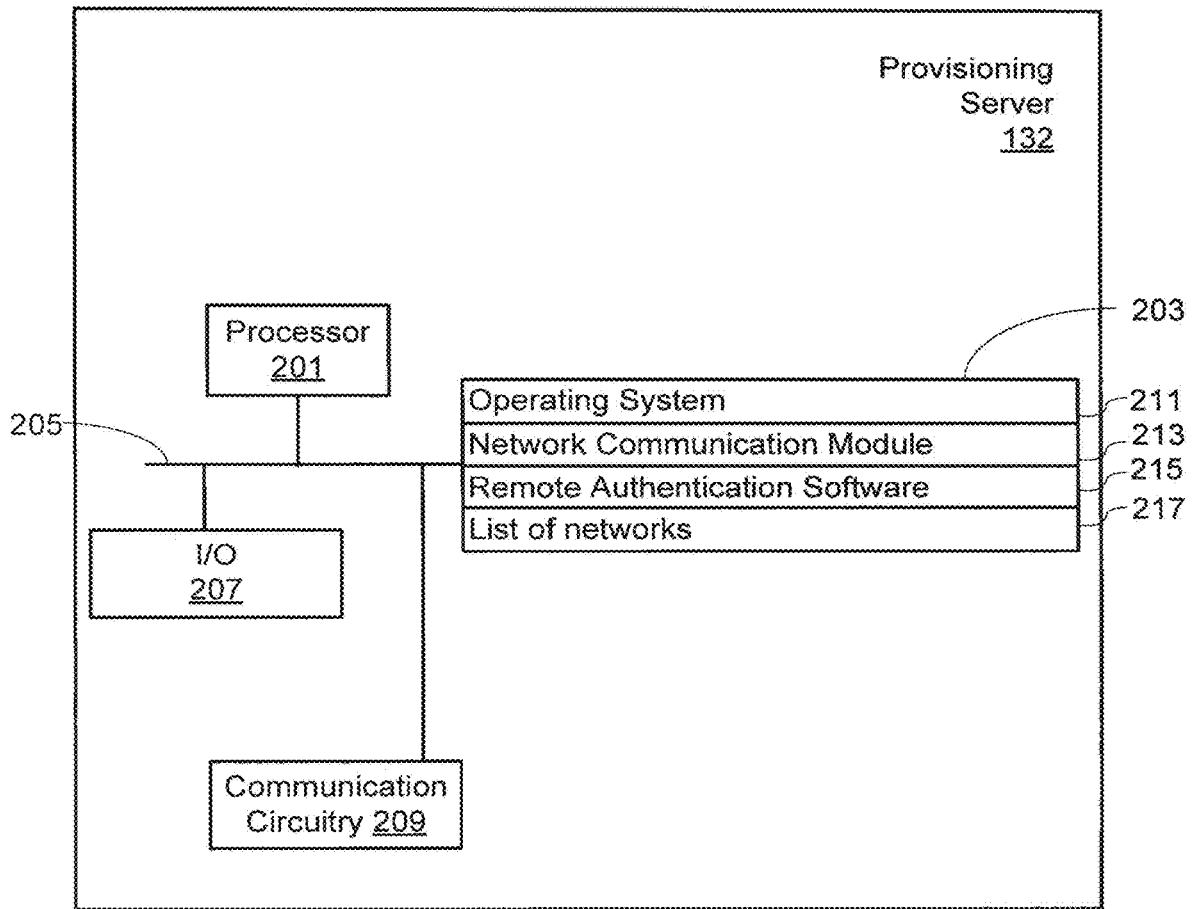 Provisioning
Server
132
Processor
201
203
205
Operating System
211
Network Communication Module
213
Remote Authentication Software
215
List of networks
217
I/O
207
Communication
Circuitry 209